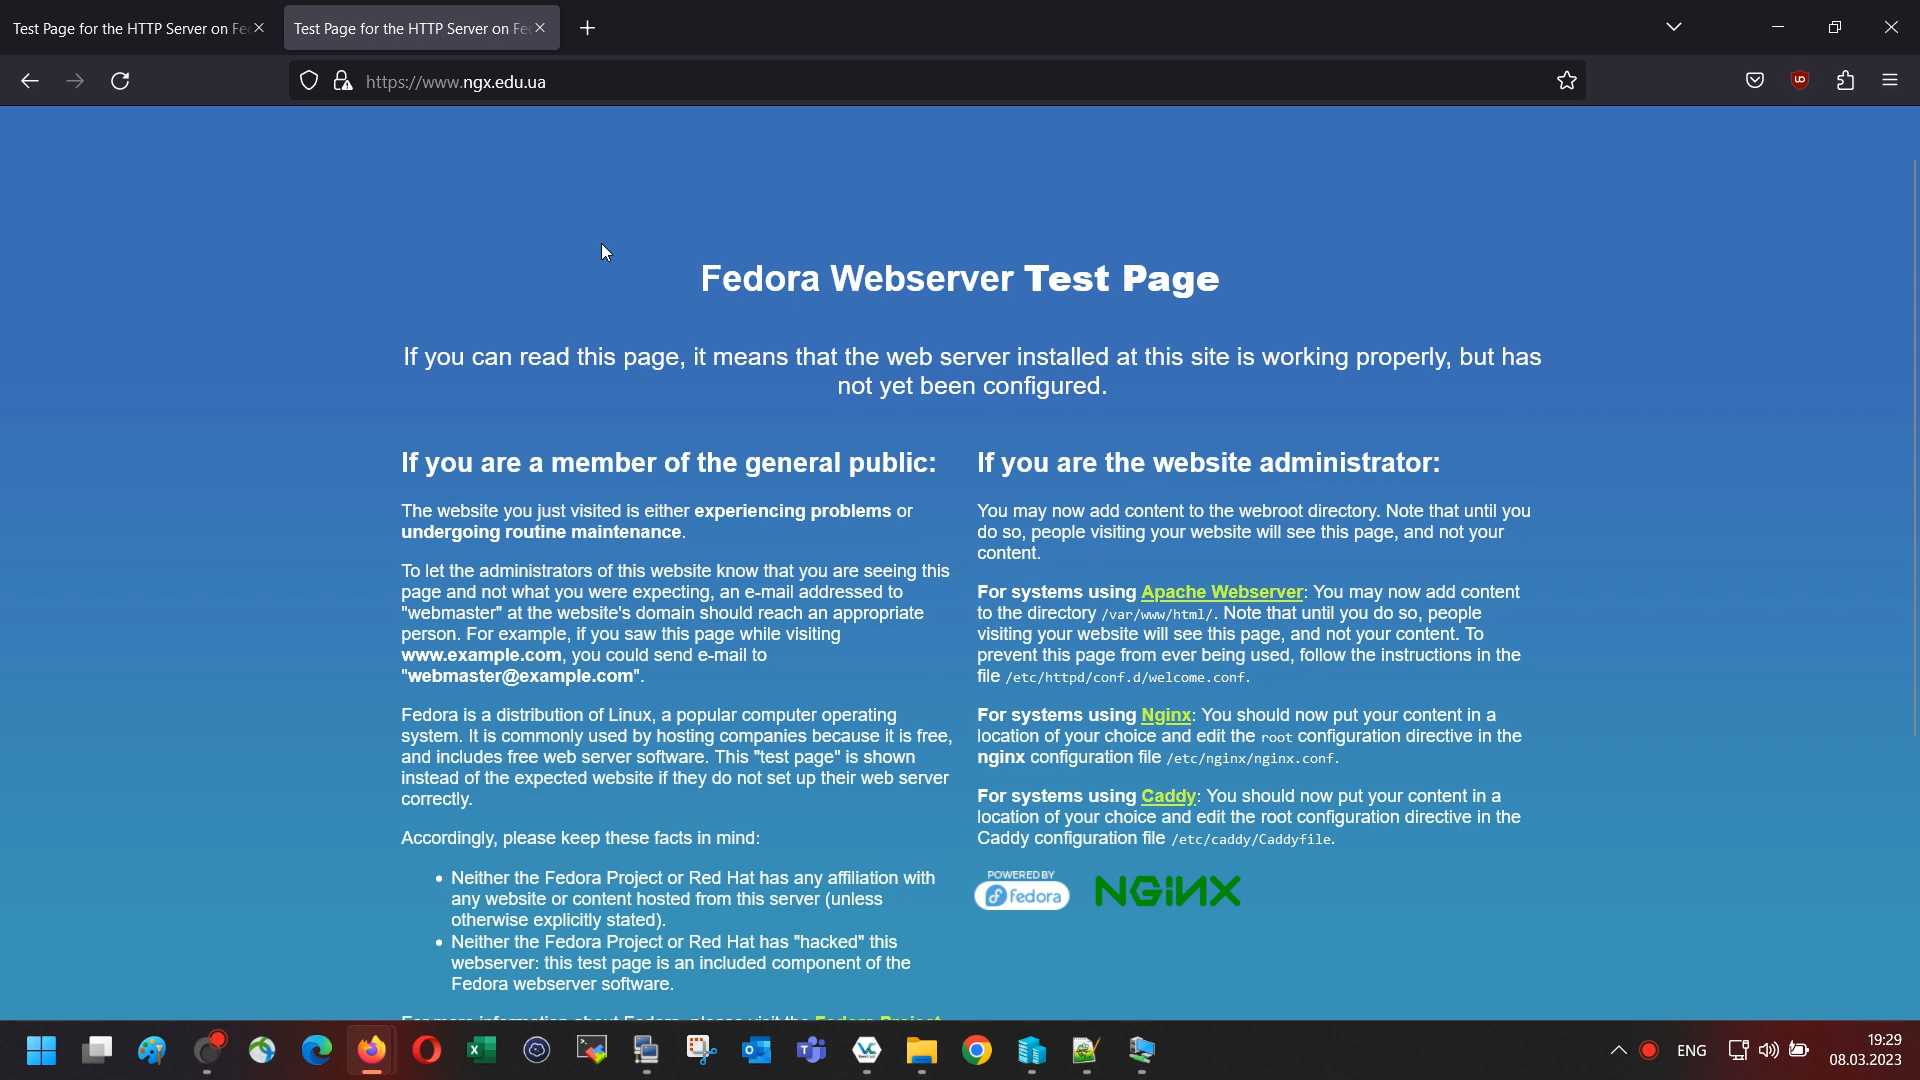 Test Page for the HTTP Server on Fe
Test Page for the HTTP Server on Fe
https://www.ngx.edu.ua
Fedora Webserver Test Page
If you can read this page, it means that the web server installed at this site is working properly, but has
not yet been configured.
If you are a member of the general public:
The website you just visited is either experiencing problems or
undergoing routine maintenance.
To let the administrators of this website know that you are seeing this
page and not what you were expecting, an e-mail addressed to
"webmaster" at the website's domain should reach an appropriate
person. For example, if you saw this page while visiting
www.example.com, you could send e-mail to
"webmaster@example.com".
Fedora is a distribution of Linux, a popular computer operating
system. It is commonly used by hosting companies because it is free,
and includes free web server software. This "test page" is shown
instead of the expected website if they do not set up their web server
correctly.
Accordingly, please keep these facts in mind:
• Neither the Fedora Project or Red Hat has any affiliation with
any website or content hosted from this server (unless
otherwise explicitly stated).
• Neither the Fedora Project or Red Hat has "hacked" this
webserver: this test page is an included component of the
Fedora webserver software.
For more information about Fedora, please visit the Fedora Project
If you are the website administrator:
You may now add content to the webroot directory. Note that until you
do so, people visiting your website will see this page, and not your
content.
For systems using Apache Webserver: You may now add content
to the directory /var/www/html/. Note that until you do so, people
visiting your website will see this page, and not your content. To
prevent this page from ever being used, follow the instructions in the
file /etc/httpd/conf.d/welcome.conf.
For systems using Nginx: You should now put your content in a
location of your choice and edit the root configuration directive in the
nginx configuration file /etc/nginx/nginx.conf.
For systems using Caddy: You should now put your content in a
location of your choice and edit the root configuration directive in the
Caddy configuration file /etc/caddy/Caddyfile.
POWERED BY
fedora
NGINX
ENG
19:29
08.03.2023